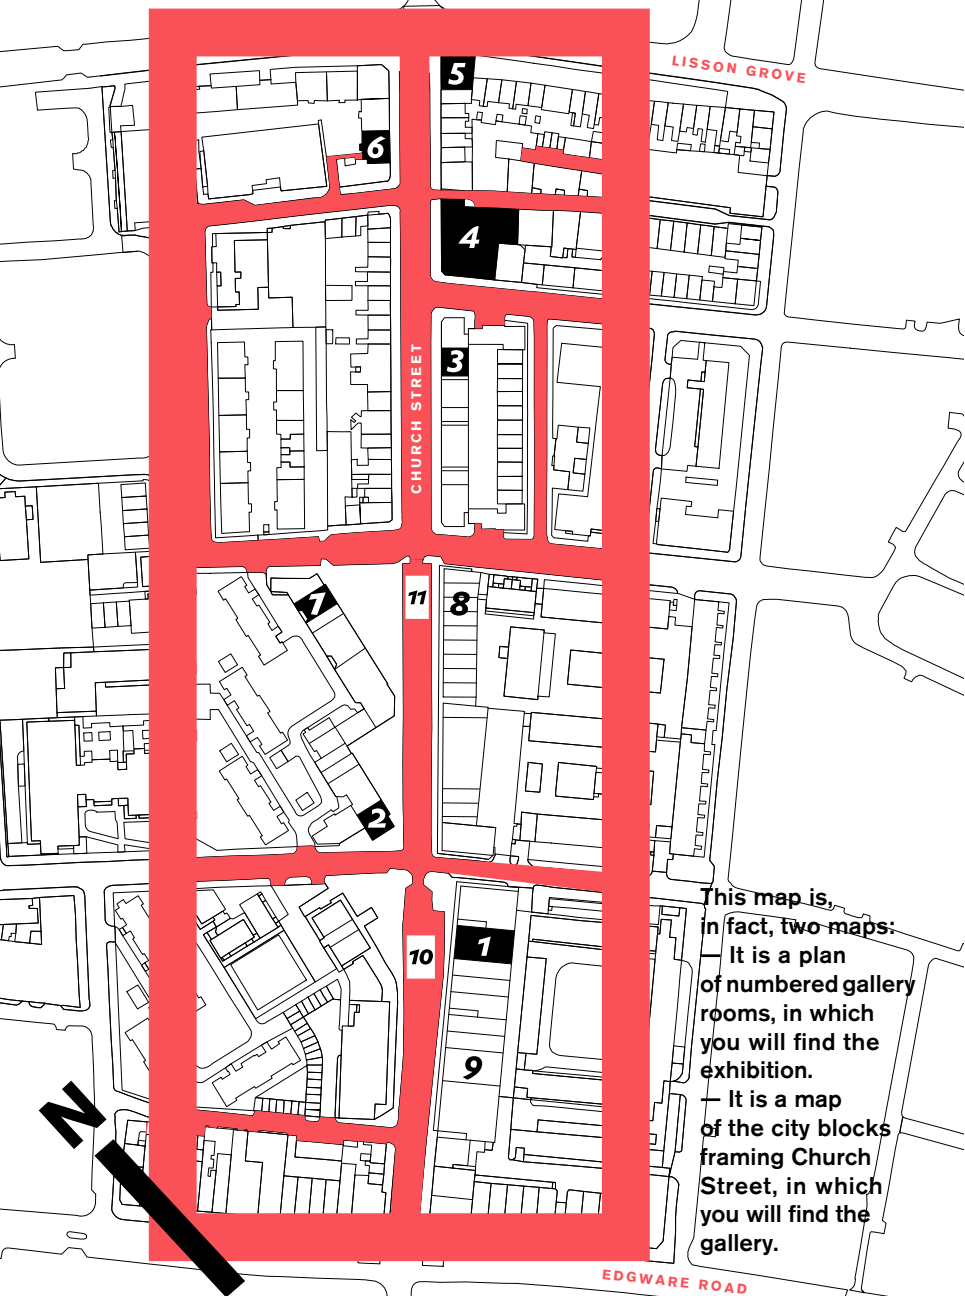 LISSON GROVE
5
6
4
3
CHURCH STREET
7
11
8
2
1
10
9
N
This map is,
in fact, two maps:
— It is a plan
of numbered gallery
rooms, in which
you will find the
exhibition.
— It is a map
of the city blocks
framing Church
Street, in which
you will find the
gallery.
EDGWARE ROAD